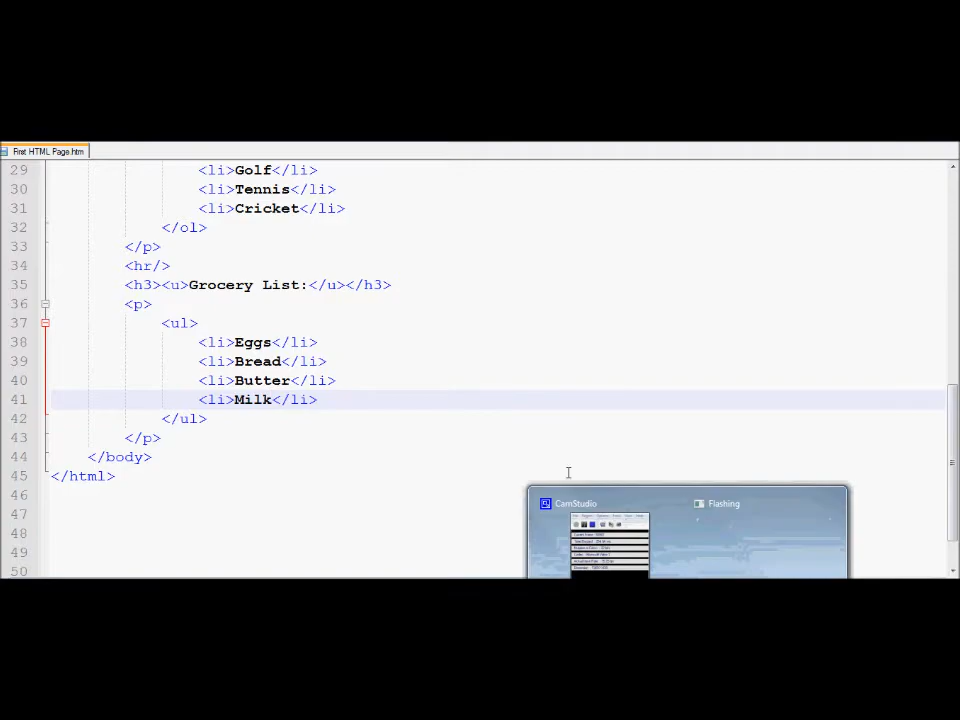 First HTML Page.htm
29 <li>Golf</li>
30 <li>Tennis</li>
31 <li>Cricket</li>
32 </ol>
33 </p>
34 <hr/>
35 <h3><u>Grocery List:</u></h3>
36 <p>
37 <ul>
38 <li>Eggs</li>
39 <li>Bread</li>
40 <li>Butter</li>
41 <li>Milk</li>
42 </ul>
43 </p>
44 </body>
45 </html>
46
47
48
49
50
CamStudio Flashing